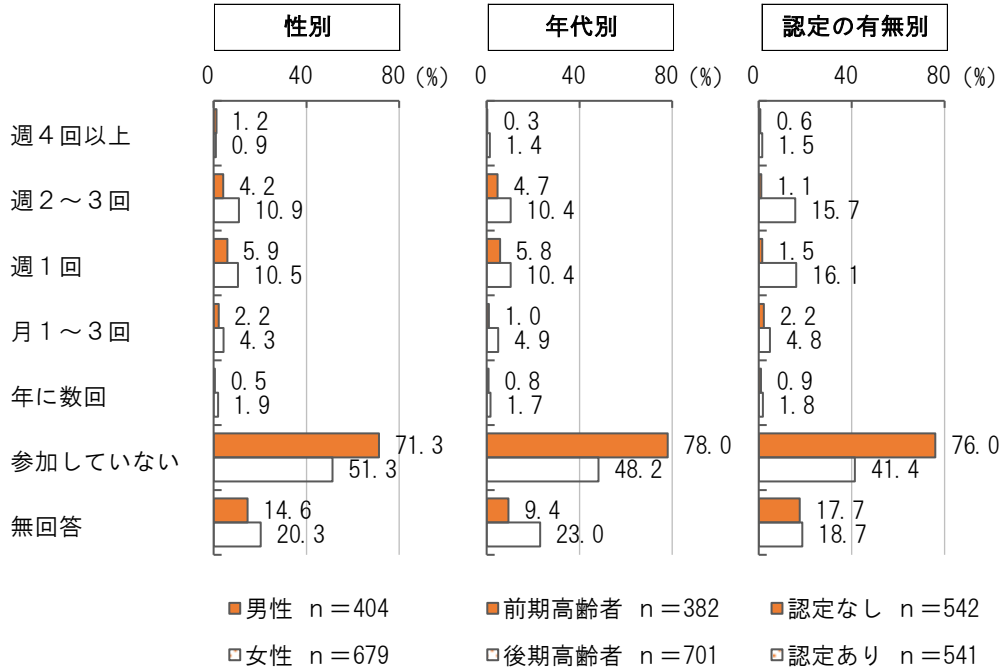 性別 年代別 認定の有無別
0 40 80 (%) 0 40 80 (%) 0 40 80 (%)
週４回以上 1.2 0.3 0.6
0.9 1.4 1.5
週２～３回 4.2 4.7 1.1
10.9 10.4 15.7
週１回 5.9 5.8 1.5
10.5 10.4 16.1
月１～３回 2.2 1.0 2.2
4.3 4.9 4.8
年に数回 0.5 0.8 0.9
1.9 1.7 1.8
参加していない 71.3 78.0 76.0
51.3 48.2 41.4
無回答 14.6 9.4 17.7
20.3 23.0 18.7
男性 ｎ＝404 前期高齢者 ｎ＝382 認定なし ｎ＝542
女性 ｎ＝679 後期高齢者 ｎ＝701 認定あり ｎ＝541